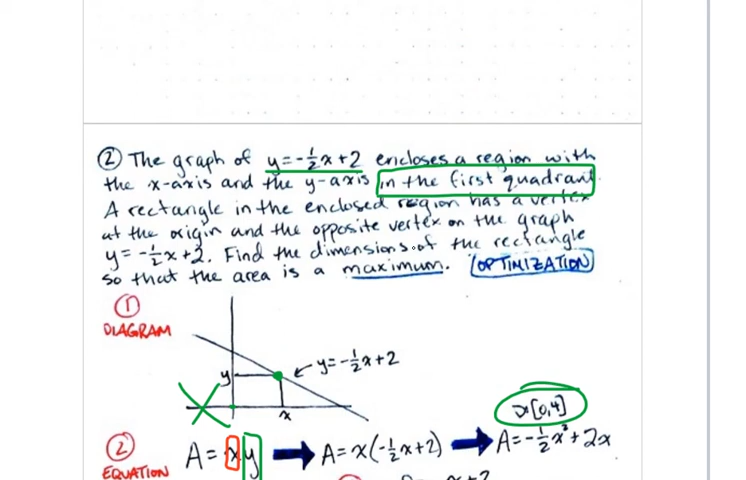 ② The graph of y=-½x+2 encloses a region with
the x-axis and the y-axis in the first quadrant.
A rectangle in the enclosed region has a vertex
at the origin and the opposite vertex on the graph
y=-½x+2. Find the dimensions of the rectangle
so that the area is a maximum. (OPTIMIZATION)
①
DIAGRAM
y=-½x+2
y
x
D:[0,4]
②
EQUATION
A=xy → A=x(-½x+2) → A=-½x²+2x